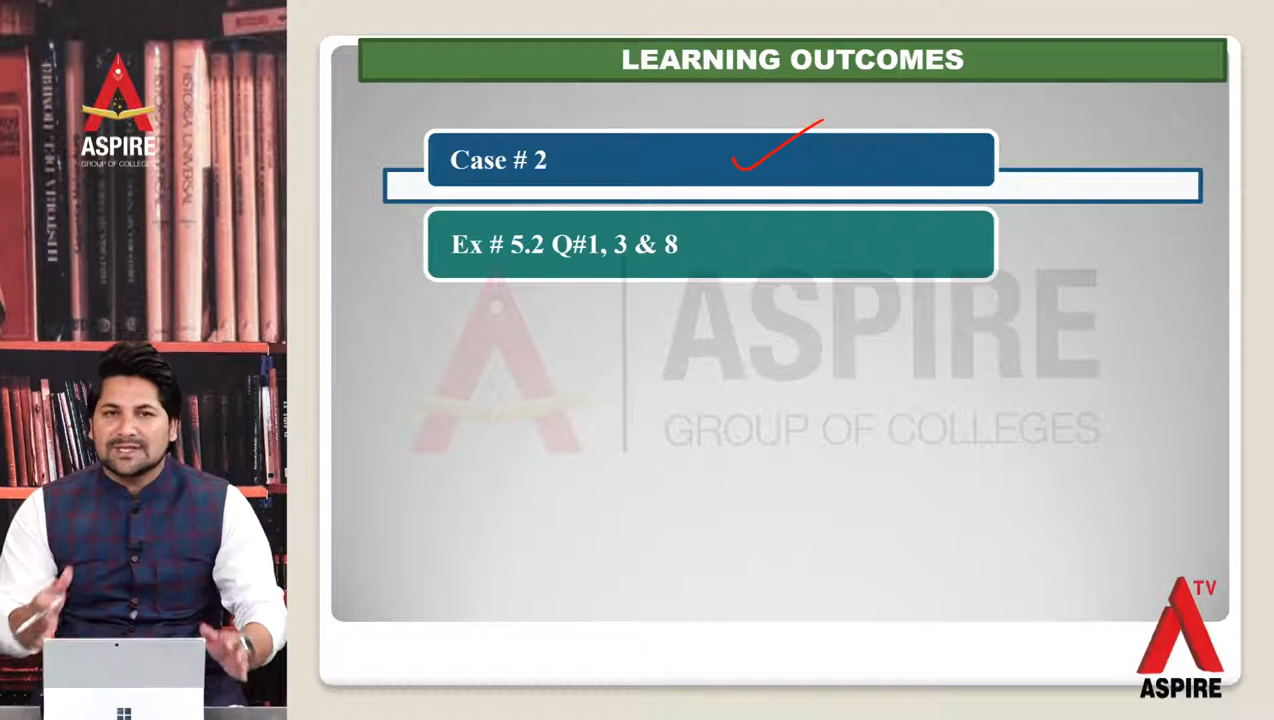 ASPIRE
GROUP OF COLLEGES
LEARNING OUTCOMES
Case # 2
Ex # 5.2 Q#1, 3 & 8
ASPIRE
GROUP OF COLLEGES
TV
ASPIRE